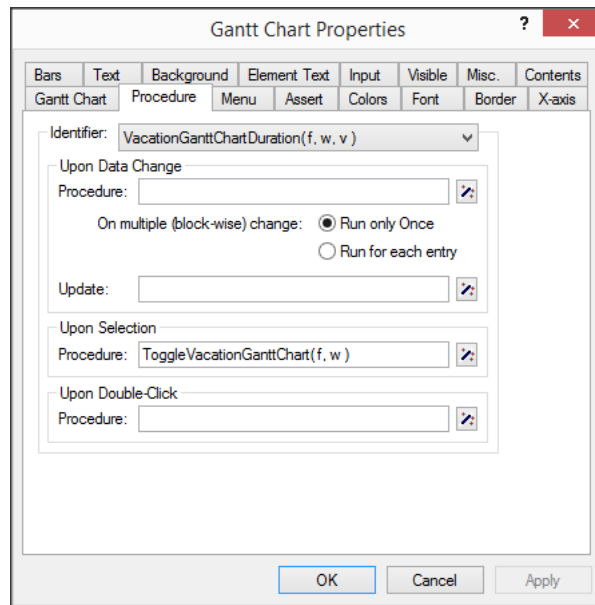 Gantt Chart Properties ? ×
Bars Text Background Element Text Input Visible Misc. Contents
Gantt Chart Procedure Menu Assert Colors Font Border X-axis
Identifier: VacationGanttChartDuration( f, w, v )
Upon Data Change
Procedure:
On multiple (block-wise) change: Run only Once
Run for each entry
Update:
Upon Selection
Procedure: ToggleVacationGanttChart( f, w )
Upon Double-Click
Procedure:
OK Cancel Apply